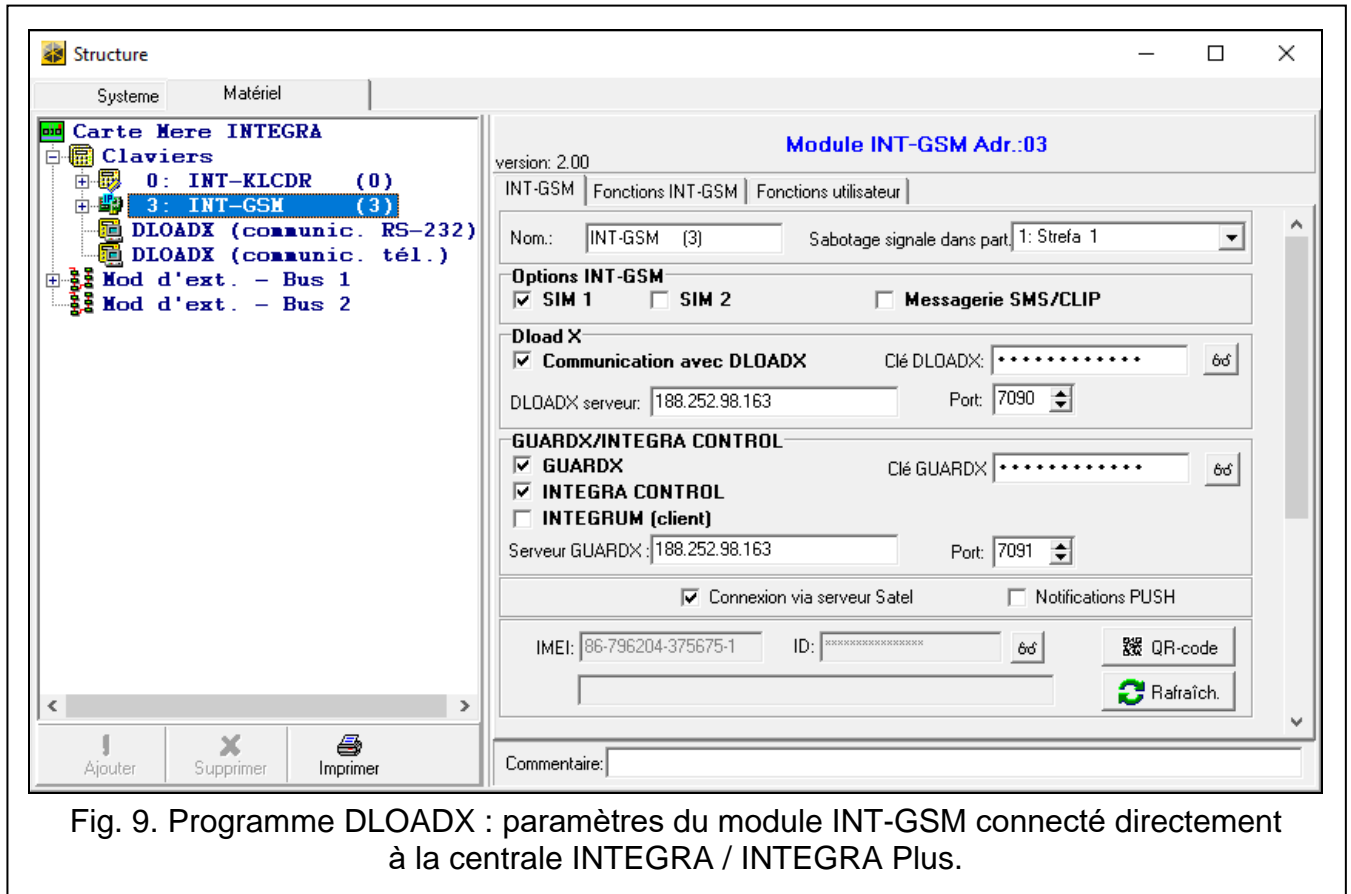 Structure
Systeme Matériel
Carte Mere INTEGRA
Claviers
0: INT-KLCDR (0)
3: INT-GSM (3)
DLOADX (communic. RS-232)
DLOADX (communic. tél.)
Mod d'ext. - Bus 1
Mod d'ext. - Bus 2
Ajouter Supprimer Imprimer
Module INT-GSM Adr.:03
version: 2.00
INT-GSM Fonctions INT-GSM Fonctions utilisateur
Nom.: INT-GSM (3) Sabotage signale dans part. 1: Strefa 1
Options INT-GSM
SIM 1 SIM 2 Messagerie SMS/CLIP
Dload X
Communication avec DLOADX Clé DLOADX: ••••••••••••
DLOADX serveur: 188.252.98.163 Port: 7090
GUARDX/INTEGRA CONTROL
GUARDX Clé GUARDX ••••••••••••
INTEGRA CONTROL
INTEGRUM (client)
Serveur GUARDX : 188.252.98.163 Port: 7091
Connexion via serveur Satel Notifications PUSH
IMEI: 86-796204-375675-1 ID: **************** QR-code
Rafraîch.
Commentaire:
Fig. 9. Programme DLOADX : paramètres du module INT-GSM connecté directement
à la centrale INTEGRA / INTEGRA Plus.